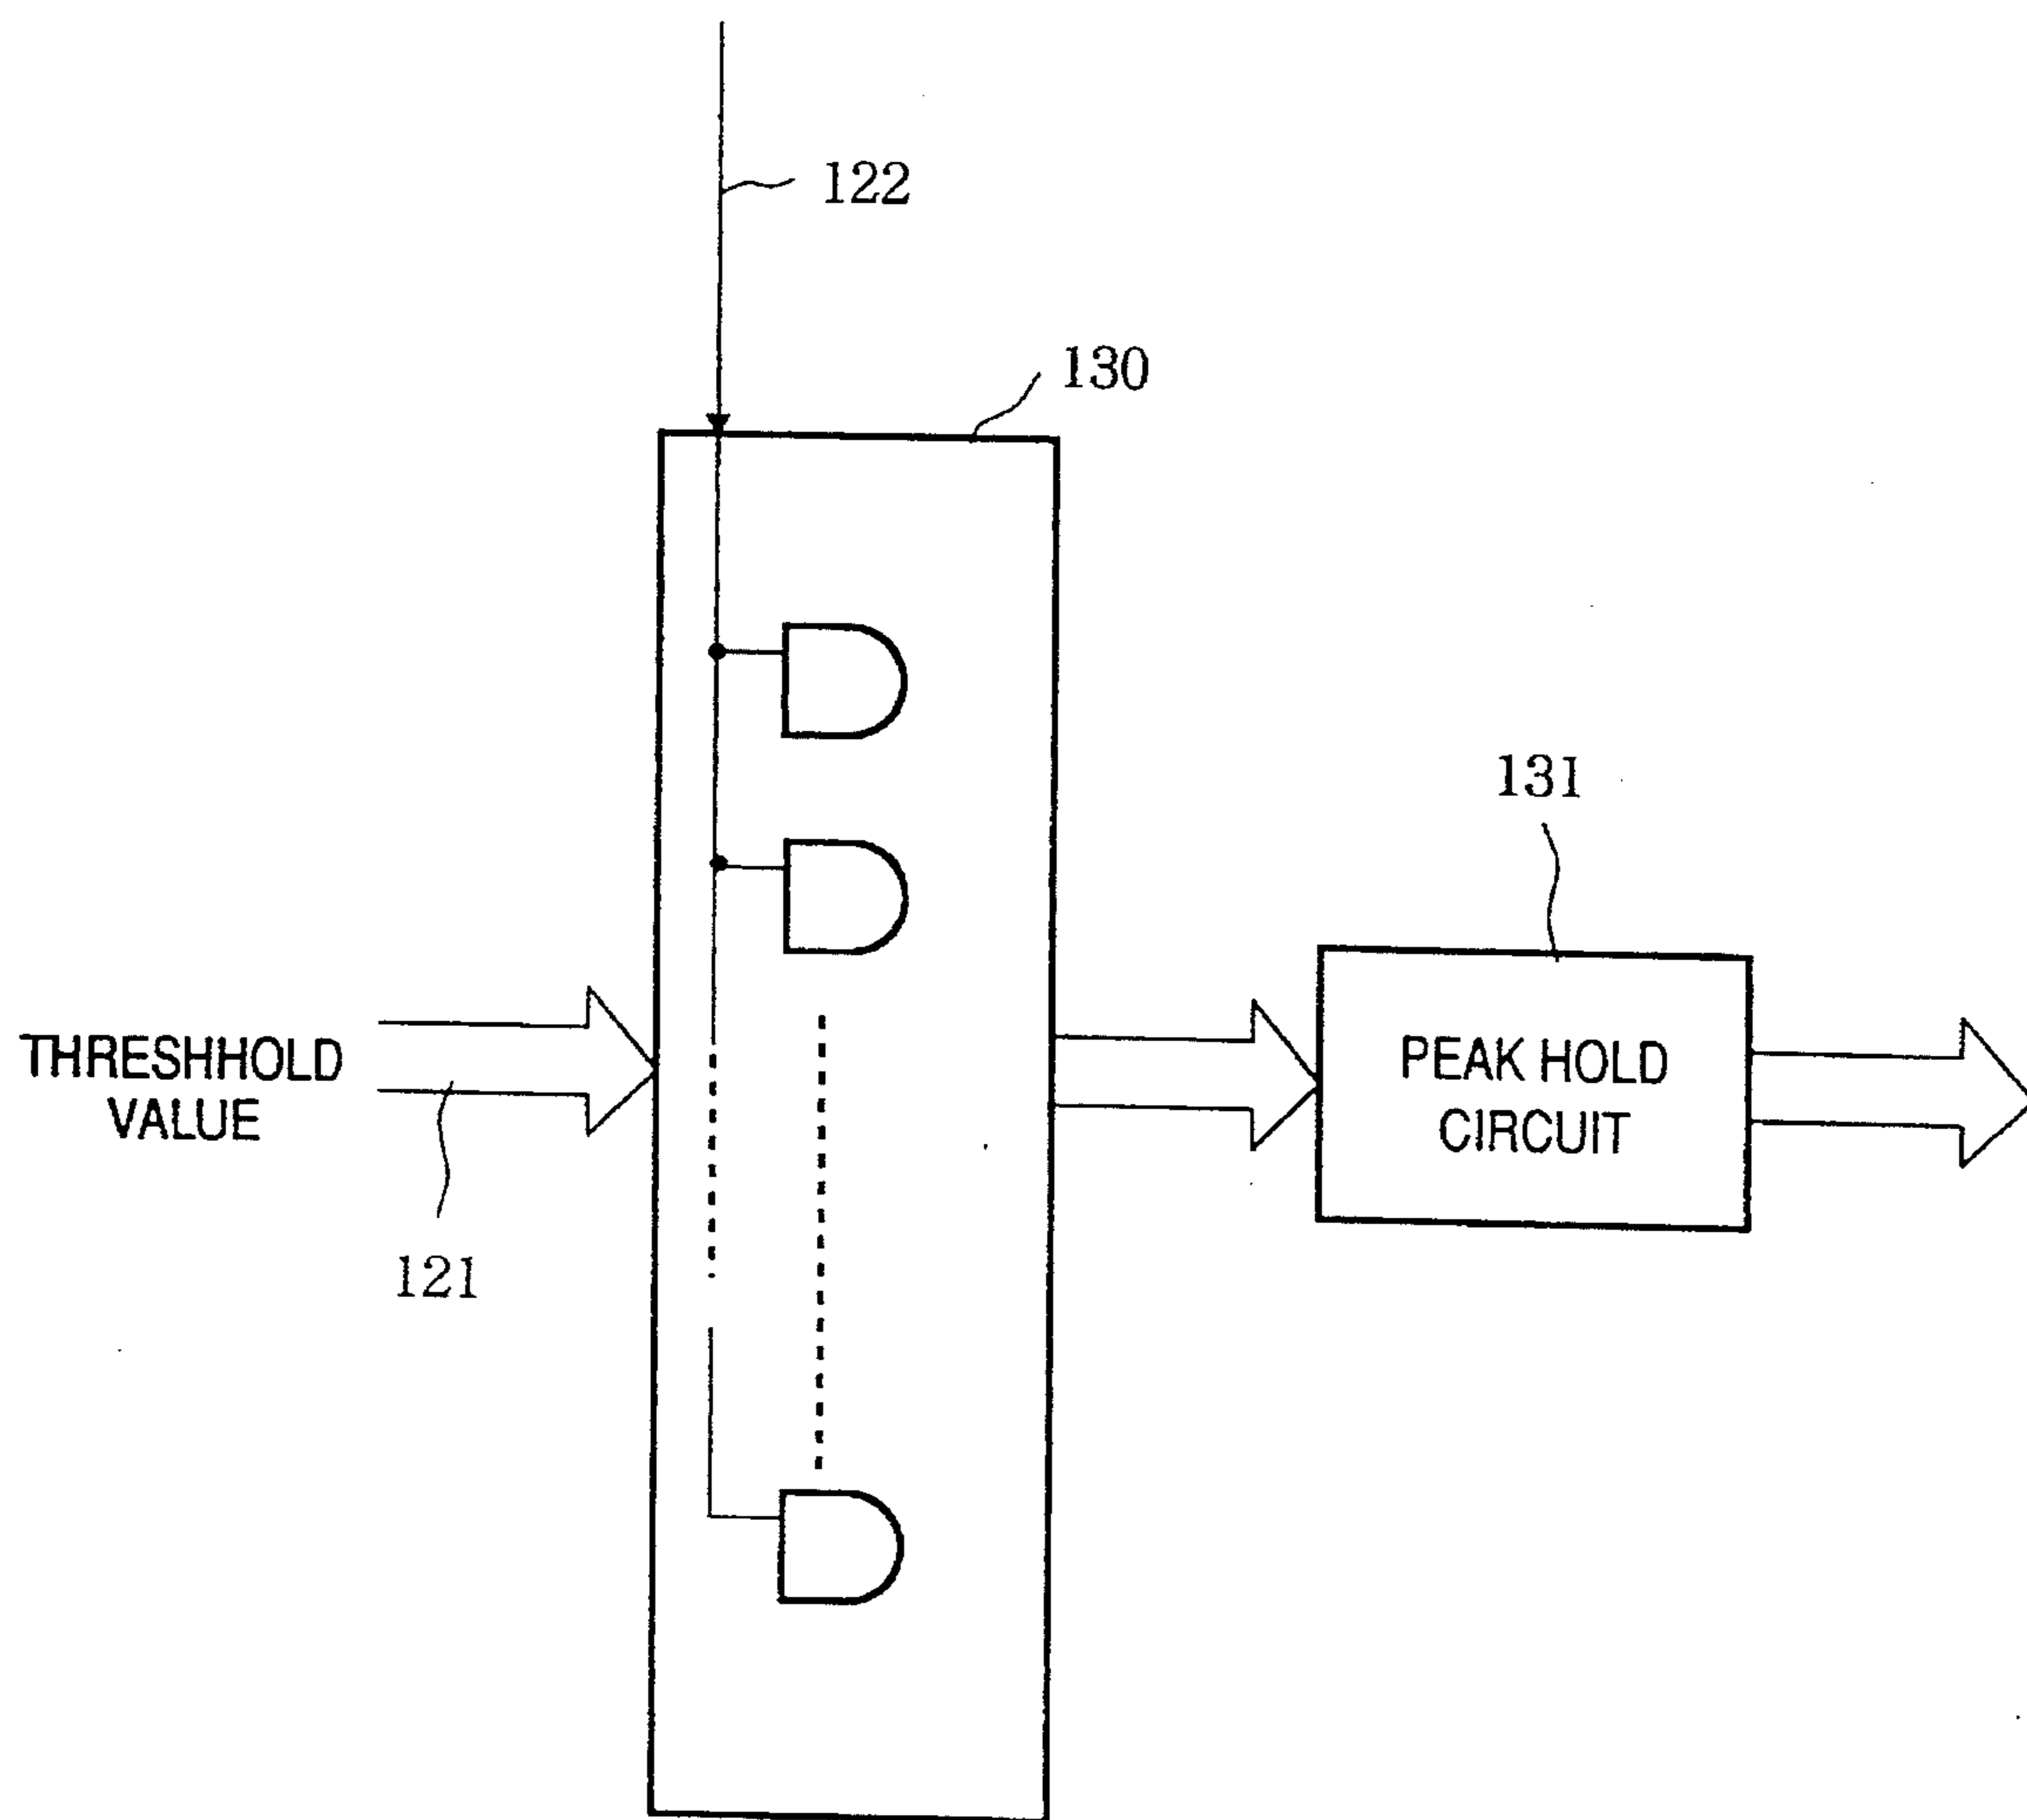 122
130
131
THRESHHOLD
VALUE
PEAK HOLD
CIRCUIT
121